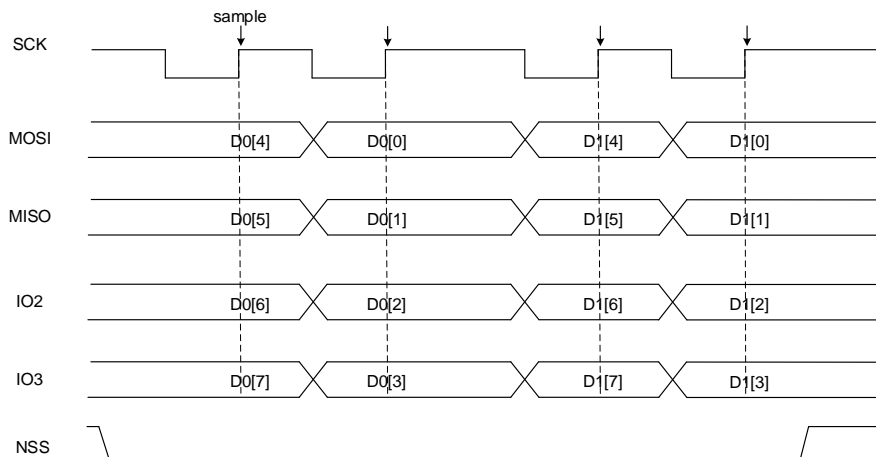 sample
SCK
MOSI D0[4] D0[0] D1[4] D1[0]
MISO D0[5] D0[1] D1[5] D1[1]
IO2 D0[6] D0[2] D1[6] D1[2]
IO3 D0[7] D0[3] D1[7] D1[3]
NSS